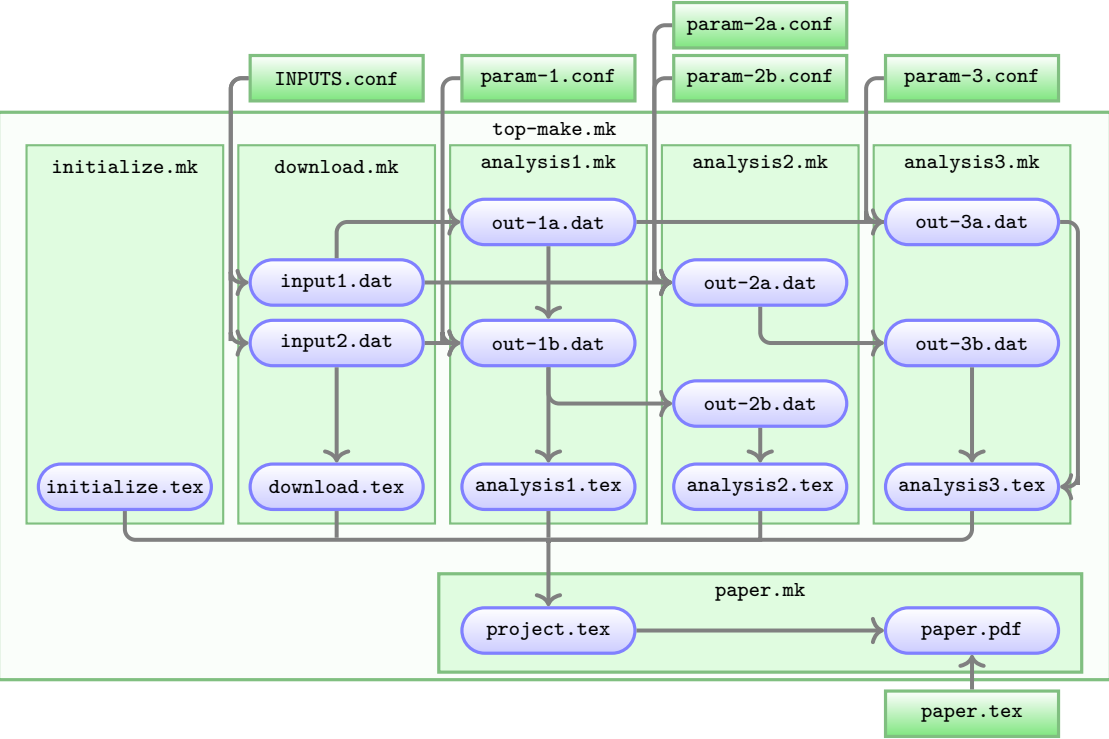 param-2a.conf
INPUTS.conf
param-1.conf
param-2b.conf
param-3.conf
top-make.mk
initialize.mk
download.mk
analysis1.mk
analysis2.mk
analysis3.mk
out-1a.dat
out-3a.dat
input1.dat
out-2a.dat
input2.dat
out-1b.dat
out-3b.dat
out-2b.dat
initialize.tex
download.tex
analysis1.tex
analysis2.tex
analysis3.tex
paper.mk
project.tex
paper.pdf
paper.tex